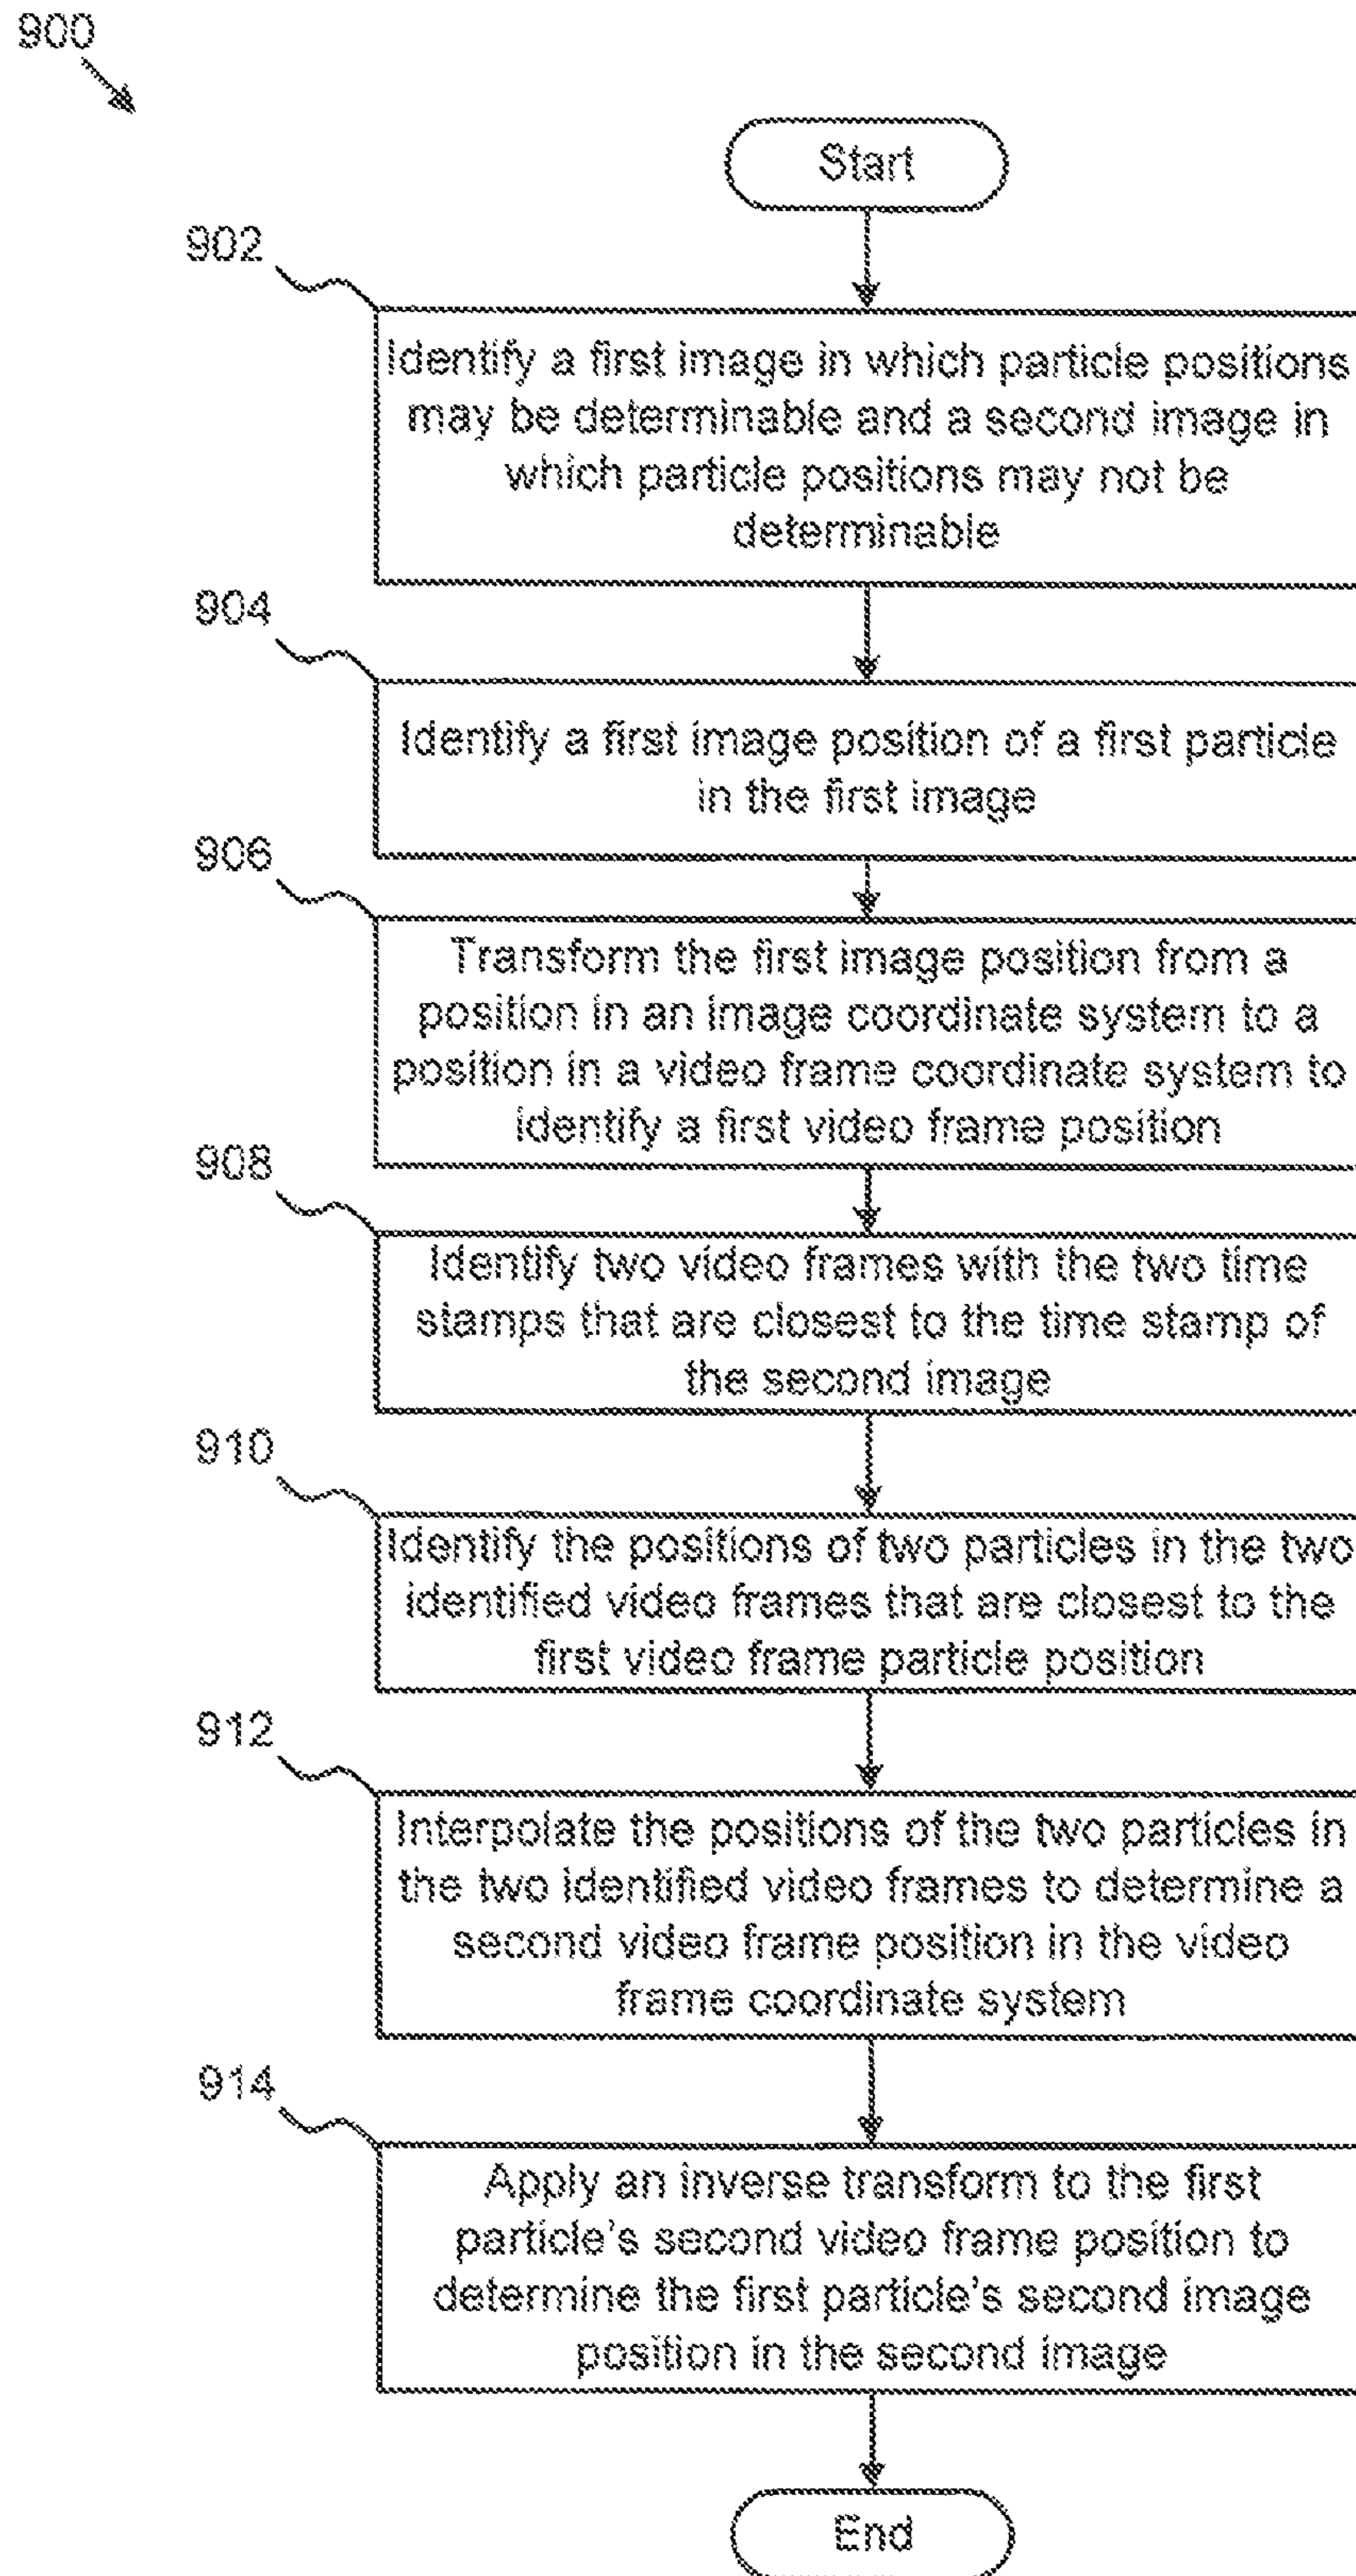 900
Start
902
Identify a first image in which particle positions
may be determinable and a second image in
which particle positions may not be
determinable
904
Identify a first image position of a first particle
in the first image
906
Transform the first image position from a
position in an image coordinate system to a
position in a video frame coordinate system to
identify a first video frame position
908
Identify two video frames with the two time
stamps that are closest to the time stamp of
the second image
910
Identify the positions of two particles in the two
identified video frames that are closest to the
first video frame particle position
912
Interpolate the positions of the two particles in
the two identified video frames to determine a
second video frame position in the video
frame coordinate system
914
Apply an inverse transform to the first
particle's second video frame position to
determine the first particle's second image
position in the second image
End